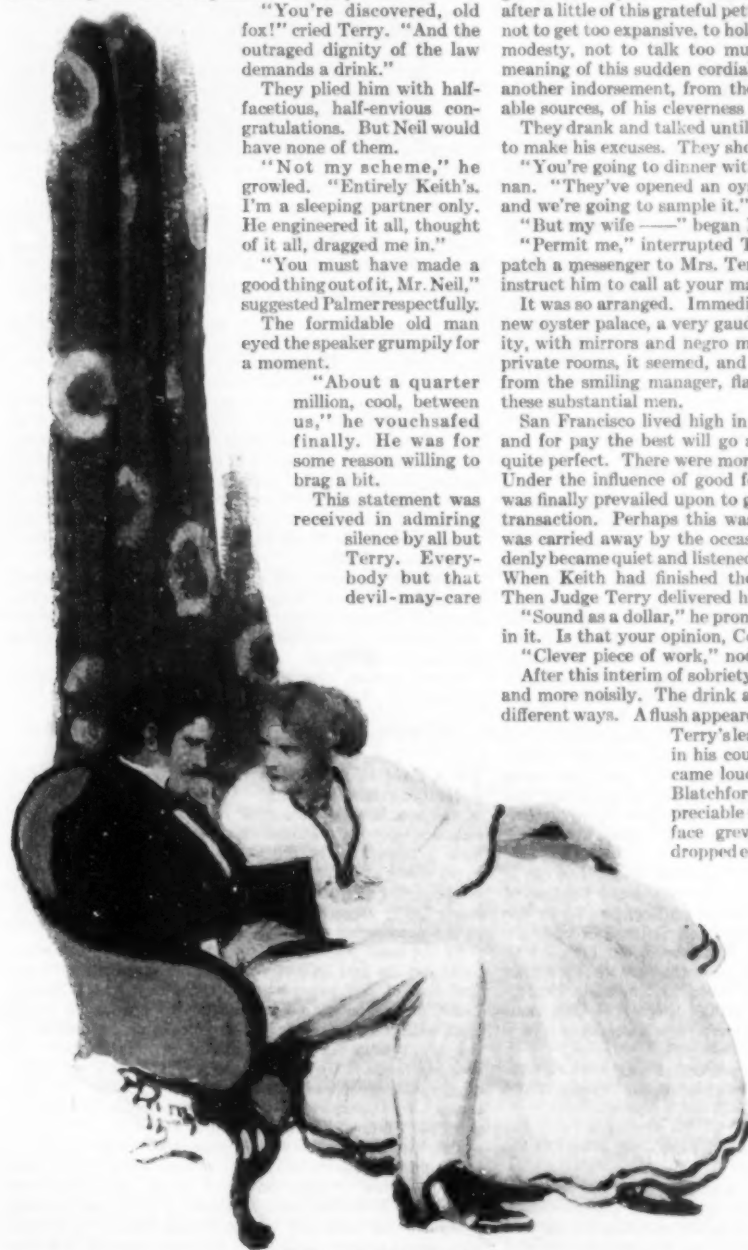 "You're discovered, old
fox!" cried Terry. "And the
outraged dignity of the law
demands a drink."
They plied him with half-
facetious, half-envious con-
gratulations. But Neil would
have none of them.
"Not my scheme," he
growled. "Entirely Keith's.
I'm a sleeping partner only.
He engineered it all, thought
of it all, dragged me in."
"You must have made a
good thing out of it, Mr. Neil,"
suggested Palmer respectfully.
The formidable old man
eyed the speaker grumpily for
a moment.
"About a quarter
million, cool, between
us," he vouchsafed
finally. He was for
some reason willing to
brag a bit.
This statement was
received in admiring
silence by all but
Terry. Every-
body but that
devil-may-care
after a little of this grateful pet
not to get too expansive, to hol
modesty, not to talk too mu
meaning of this sudden cordia
another indorsement, from th
able sources, of his cleverness
They drank and talked until
to make his excuses. They sho
"You're going to dinner wit
nan. "They've opened an oy
and we're going to sample it."
"But my wife ——" began
"Permit me," interrupted T
patch a messenger to Mrs. Ter
instruct him to call at your ma
It was so arranged. Immedi
new oyster palace, a very gaud
ity, with mirrors and negro m
private rooms, it seemed, and
from the smiling manager, fla
these substantial men.
San Francisco lived high in
and for pay the best will go a
quite perfect. There were mor
Under the influence of good f
was finally prevailed upon to g
transaction. Perhaps this wa
was carried away by the occas
denly became quiet and listened
When Keith had finished the
Then Judge Terry delivered h
"Sound as a dollar," he pron
in it. Is that your opinion, C
"Clever piece of work," noo
After this interim of sobriety
and more noisily. The drink a
different ways. A flush appeare
Terry's lea
in his cou
came loud
Blatchfor
preciable
face grew
dropped e